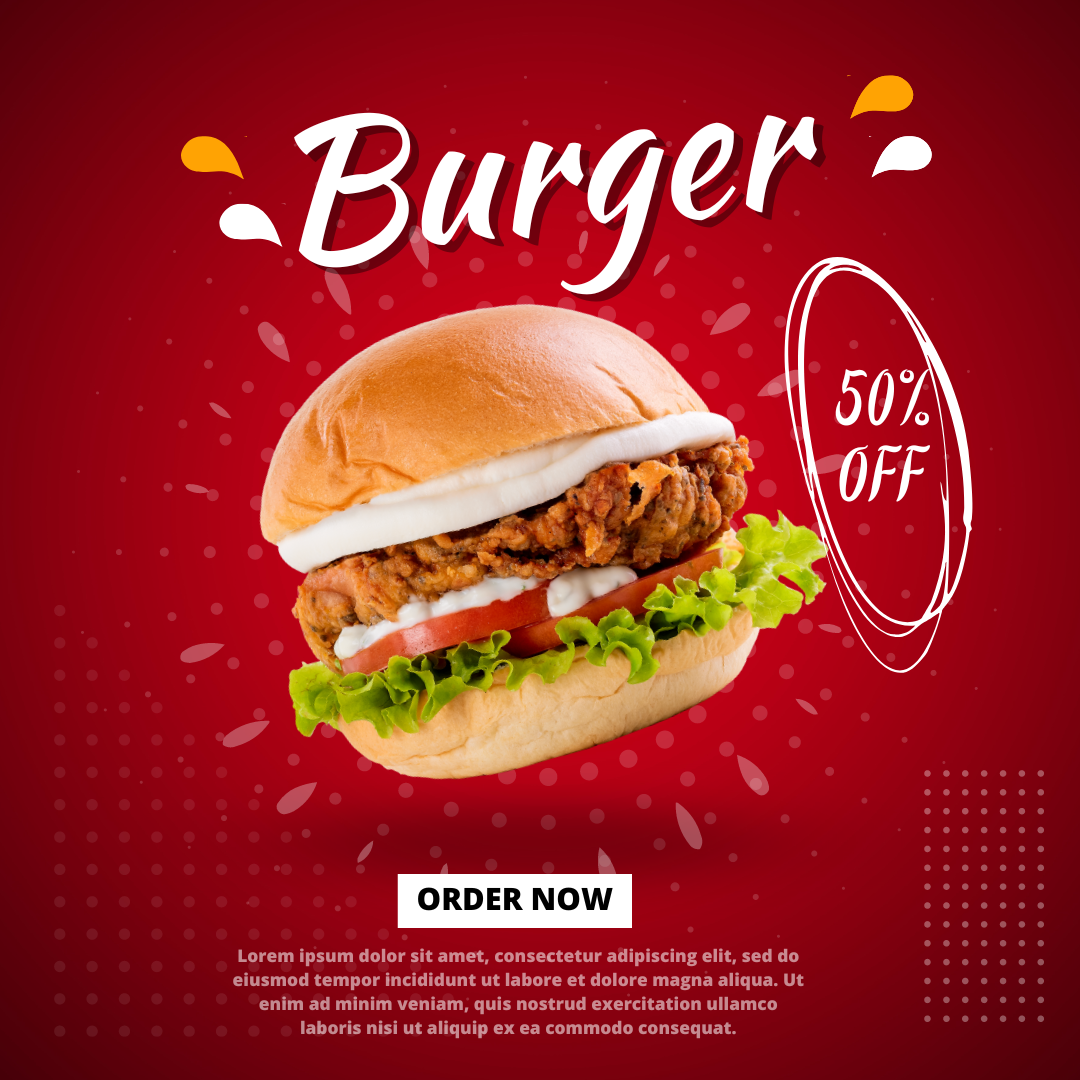 Burger
50%
OFF
ORDER NOW
Lorem ipsum dolor sit amet, consectetur adipiscing elit, sed do
eiusmod tempor incididunt ut labore et dolore magna aliqua. Ut
enim ad minim veniam, quis nostrud exercitation ullamco
laboris nisi ut aliquip ex ea commodo consequat.